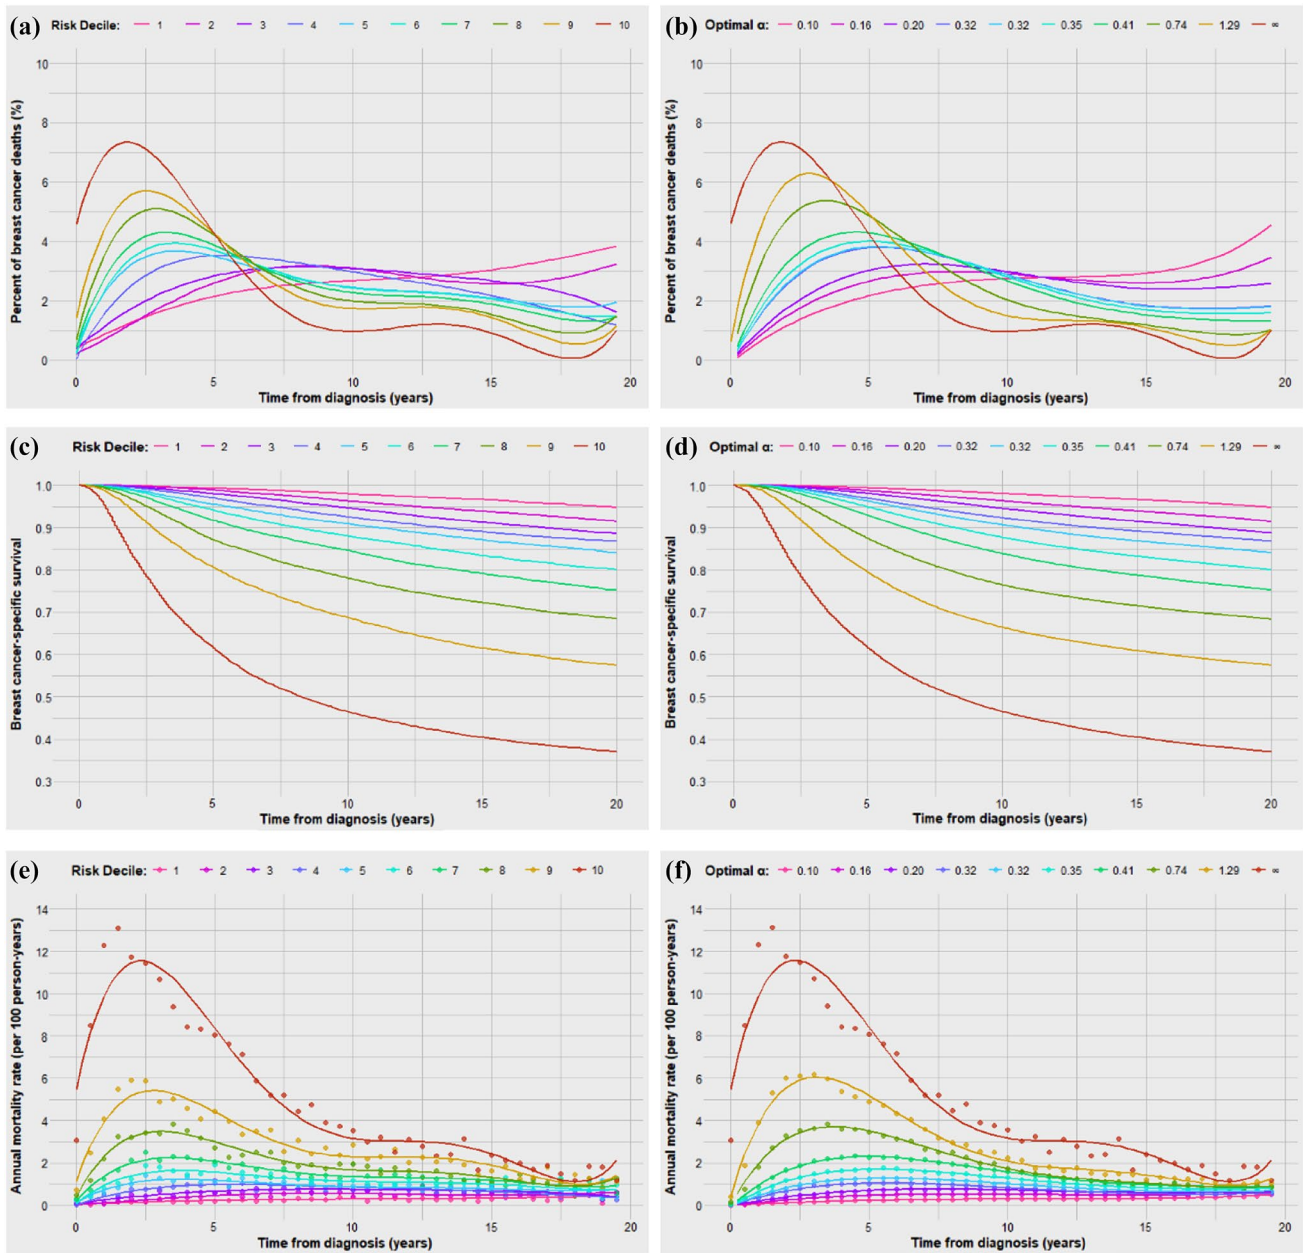 (a) Risk Decile: 1 2 3 4 5 6 7 8 9 10
Percent of breast cancer deaths (%)
10
8
6
4
2
0
0 5 10 15 20
Time from diagnosis (years)
(b) Optimal α: 0.10 0.16 0.20 0.32 0.32 0.35 0.41 0.74 1.29 ∞
Percent of breast cancer deaths (%)
10
8
6
4
2
0
0 5 10 15 20
Time from diagnosis (years)
(c) Risk Decile: 1 2 3 4 5 6 7 8 9 10
Breast cancer-specific survival
1.0
0.9
0.8
0.7
0.6
0.5
0.4
0.3
0 5 10 15 20
Time from diagnosis (years)
(d) Optimal α: 0.10 0.16 0.20 0.32 0.32 0.35 0.41 0.74 1.29 ∞
Breast cancer-specific survival
1.0
0.9
0.8
0.7
0.6
0.5
0.4
0.3
0 5 10 15 20
Time from diagnosis (years)
(e) Risk Decile: 1 2 3 4 5 6 7 8 9 10
Annual mortality rate (per 100 person-years)
14
12
10
8
6
4
2
0
0 5 10 15 20
Time from diagnosis (years)
(f) Optimal α: 0.10 0.16 0.20 0.32 0.32 0.35 0.41 0.74 1.29 ∞
Annual mortality rate (per 100 person-years)
14
12
10
8
6
4
2
0
0 5 10 15 20
Time from diagnosis (years)